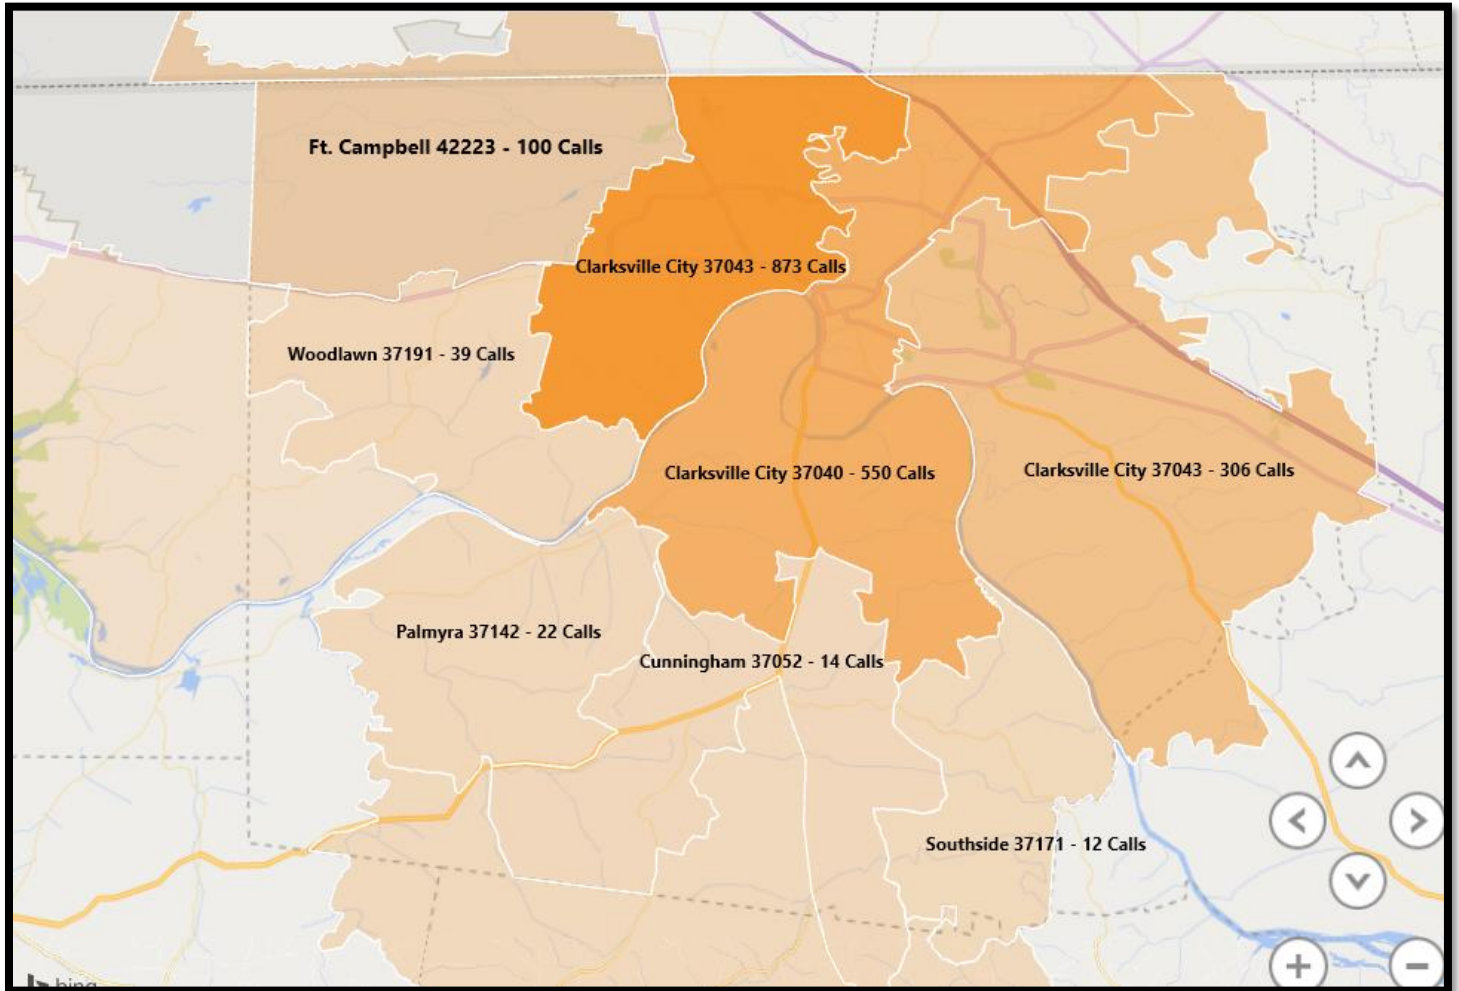 Ft. Campbell 42223 - 100 Calls
Clarksville City 37043 - 873 Calls
Woodlawn 37191 - 39 Calls
Clarksville City 37040 - 550 Calls
Clarksville City 37043 - 306 Calls
Palmyra 37142 - 22 Calls
Cunningham 37052 - 14 Calls
Southside 37171 - 12 Calls
bing